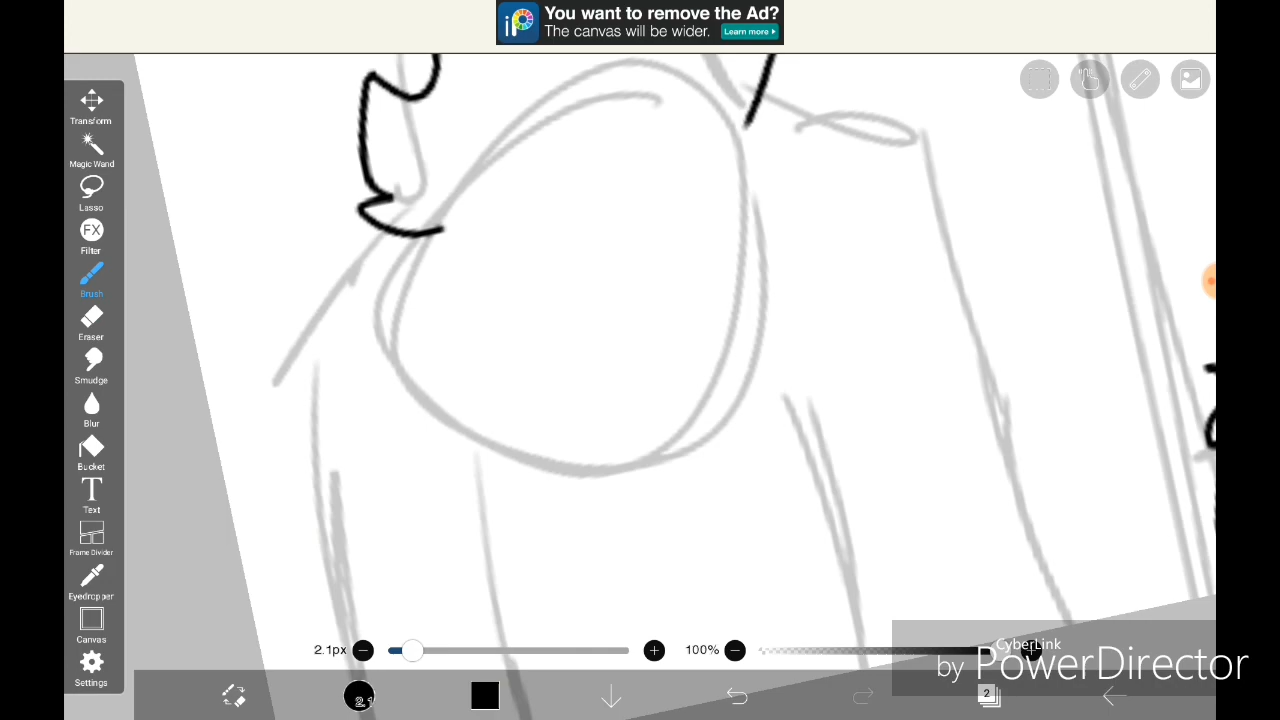 You want to remove the Ad?
The canvas will be wider.
Learn more
Transform
Magic Wand
Lasso
FX
Filter
Brush
Eraser
Smudge
Blur
Bucket
T
Text
Frame Divider
Eyedropper
Canvas
Settings
2.1px
100%
CyberLink
by PowerDirector
2